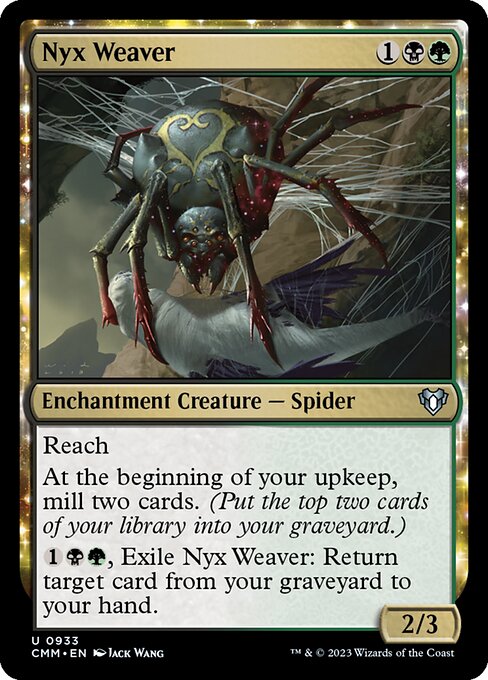 Nyx Weaver 1
Enchantment Creature — Spider
Reach
At the beginning of your upkeep,
mill two cards. (Put the top two cards
of your library into your graveyard.)
1, Exile Nyx Weaver: Return
target card from your graveyard to
your hand.
2/3
U 0933
CMM • EN Jack Wang ™ & © 2023 Wizards of the Coast